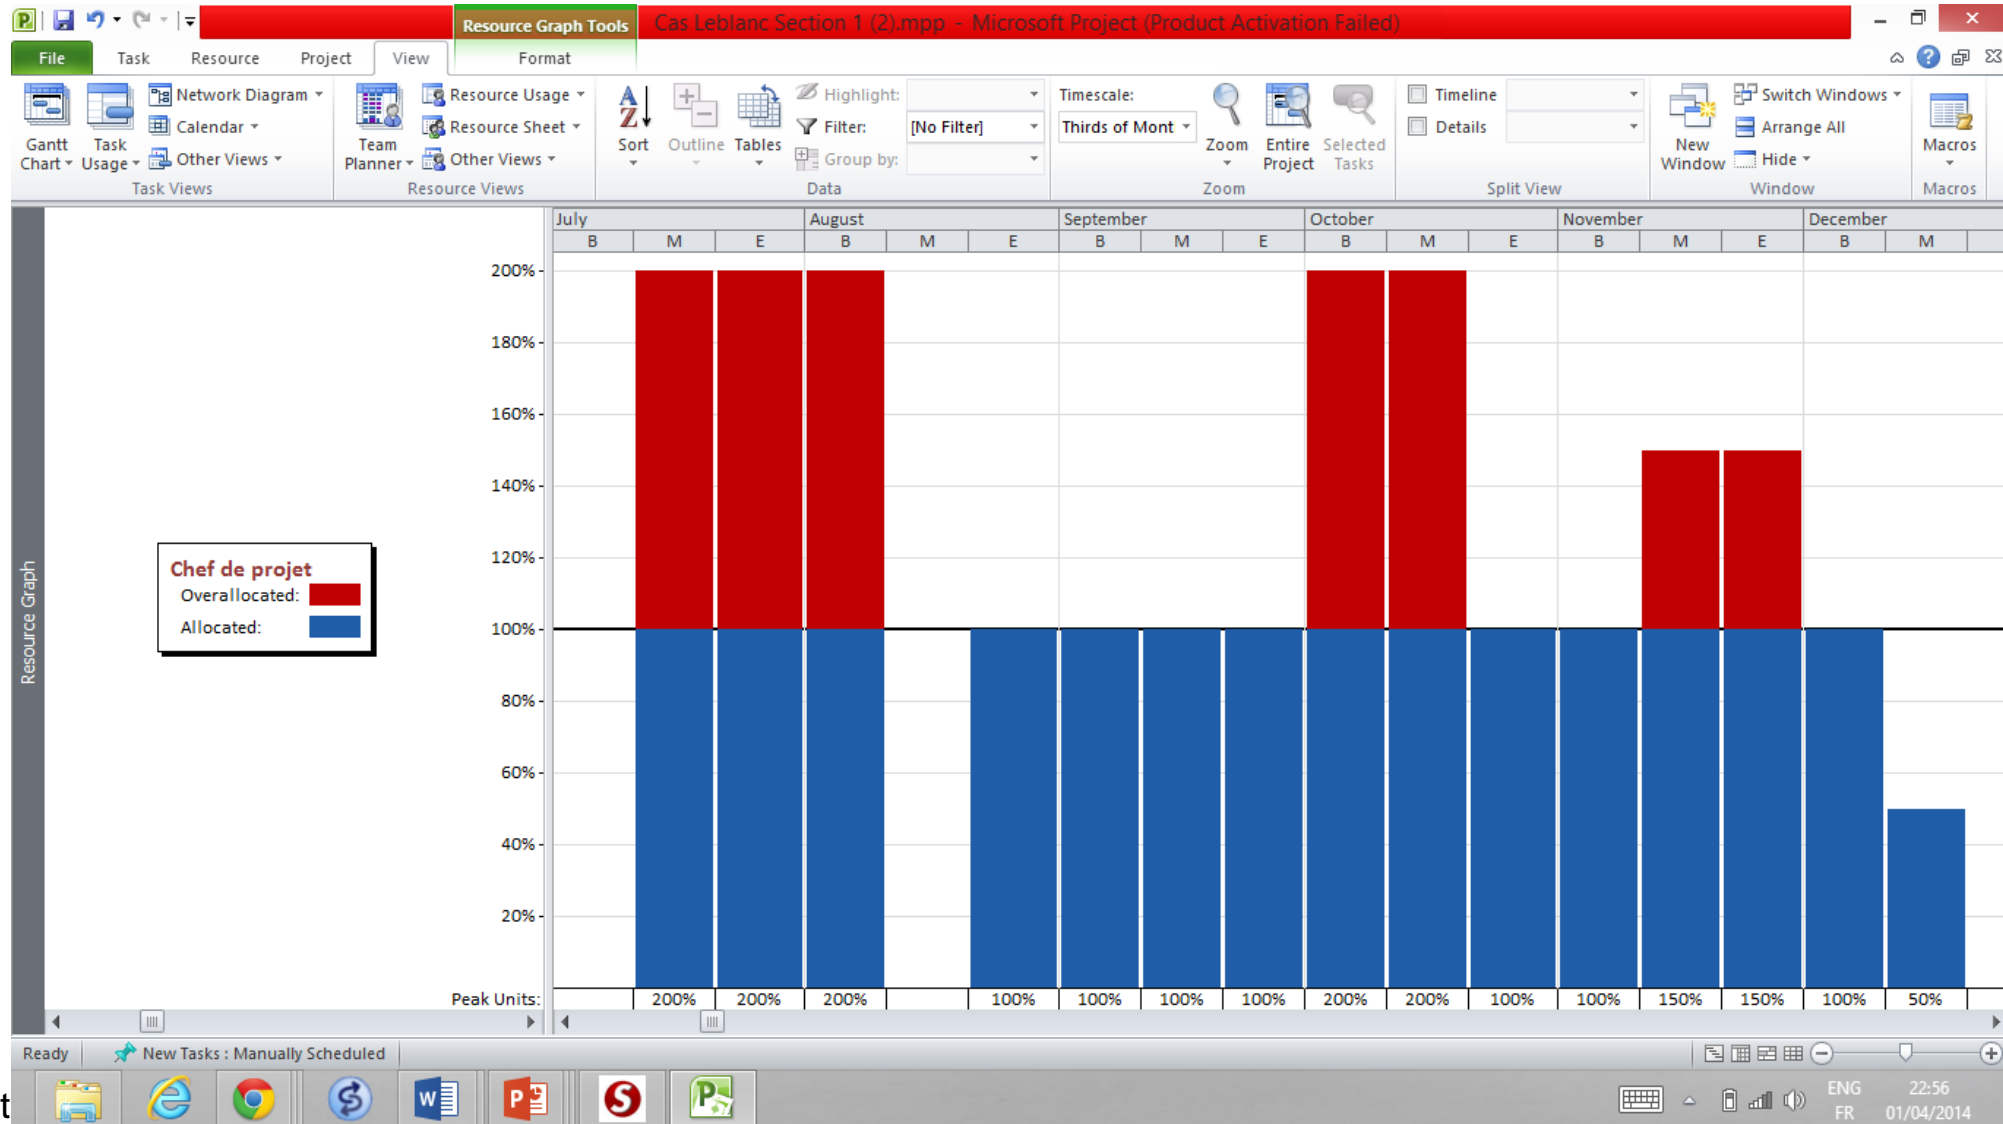 Resource Graph Tools
Cas Leblanc Section 1 (2).mpp - Microsoft Project (Product Activation Failed)
File Task Resource Project View Format
Gantt Chart
Task Usage
Network Diagram
Calendar
Other Views
Task Views
Team Planner
Resource Usage
Resource Sheet
Other Views
Resource Views
Sort
Outline
Tables
Highlight:
Filter: [No Filter]
Group by:
Data
Timescale:
Thirds of Mont
Zoom
Entire Project
Selected Tasks
Zoom
Timeline
Details
Split View
New Window
Switch Windows
Arrange All
Hide
Window
Macros
Macros
July August September October November December
B M E B M E B M E B M E B M E B M
200%
180%
160%
140%
120%
100%
80%
60%
40%
20%
Resource Graph
Chef de projet
Overallocated:
Allocated:
Peak Units: 200% 200% 200% 100% 100% 100% 100% 200% 200% 100% 100% 150% 150% 100% 50%
Ready New Tasks : Manually Scheduled
t
ENG
FR
22:56
01/04/2014